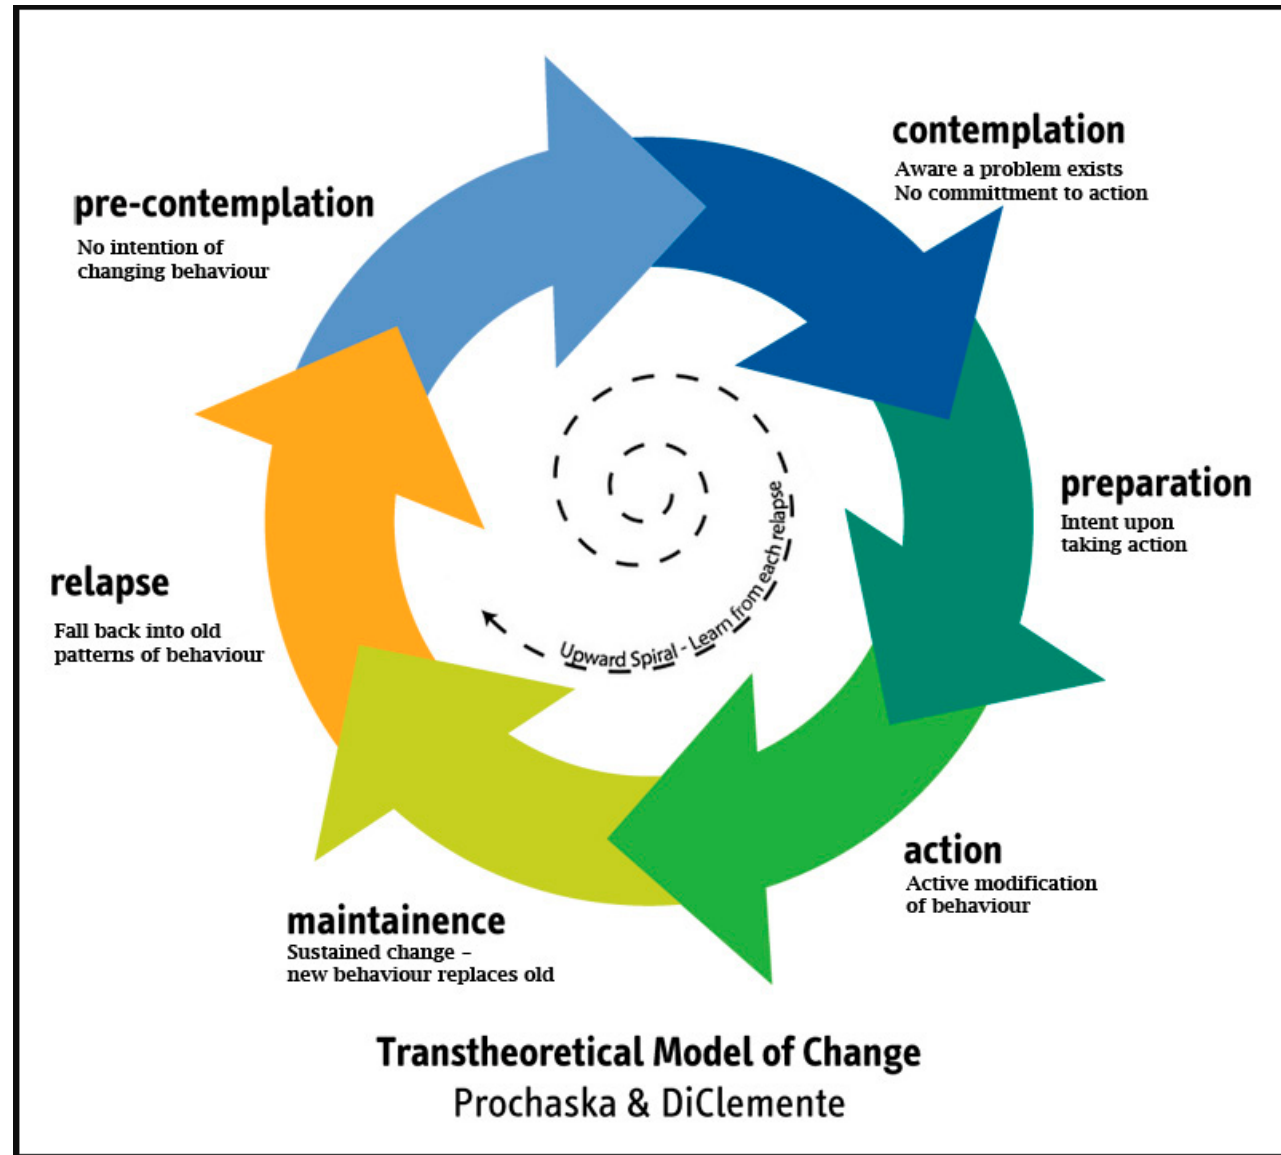 pre-contemplation
No intention of
changing behaviour
contemplation
Aware a problem exists
No committment to action
preparation
Intent upon
taking action
action
Active modification
of behaviour
maintainence
Sustained change –
new behaviour replaces old
relapse
Fall back into old
patterns of behaviour
Upward Spiral - Learn from each relapse
Transtheoretical Model of Change
Prochaska & DiClemente